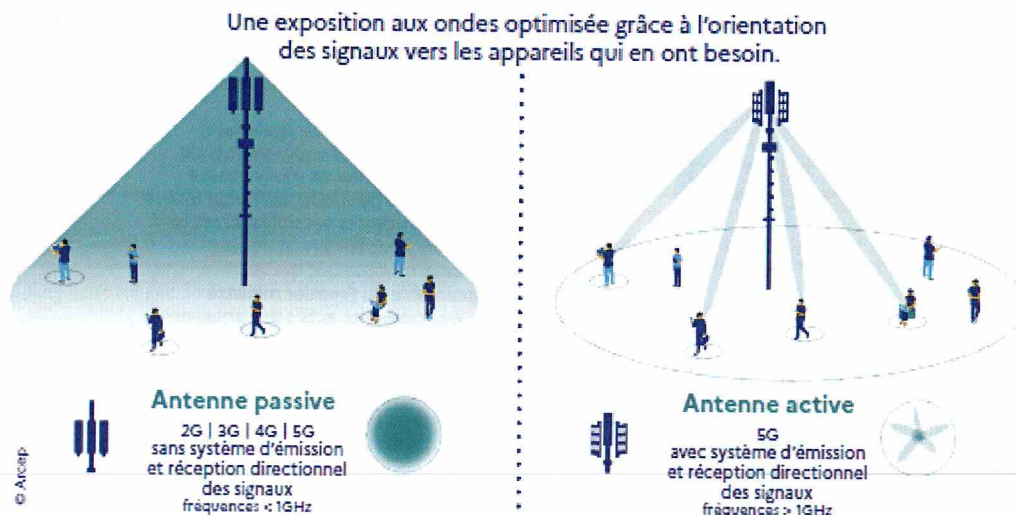 Une exposition aux ondes optimisée grâce à l'orientation
des signaux vers les appareils qui en ont besoin.
Antenne passive
2G | 3G | 4G | 5G
sans système d'émission
et réception directionnel
des signaux
fréquences < 1GHz
Antenne active
5G
avec système d'émission
et réception directionnel
des signaux
fréquences > 1GHz
© Arcep